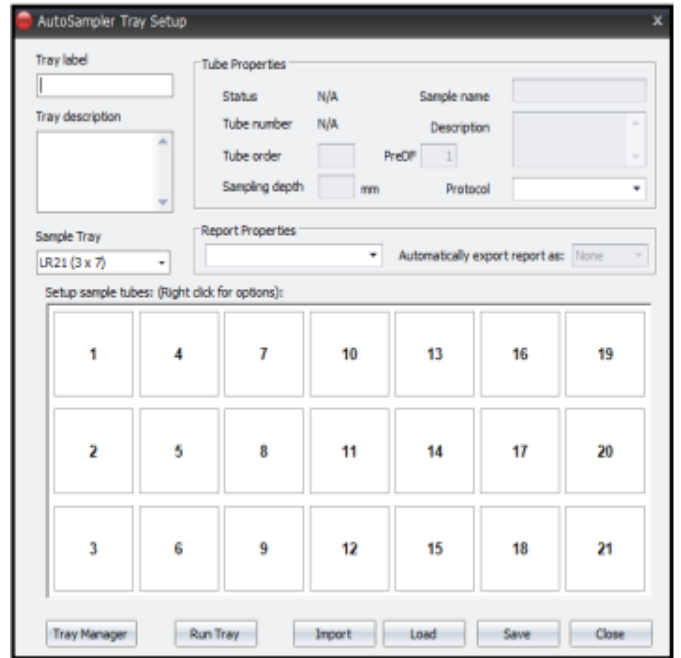 AutoSampler Tray Setup x
Tray label
Tube Properties
Status N/A Sample name
Tray description
Tube number N/A Description
Tube order PreDF 1
Sampling depth mm Protocol
Sample Tray
Report Properties
LR21 (3 x 7)
Automatically export report as: None
Setup sample tubes: (Right click for options):
1 4 7 10 13 16 19
2 5 8 11 14 17 20
3 6 9 12 15 18 21
Tray Manager Run Tray Import Load Save Close